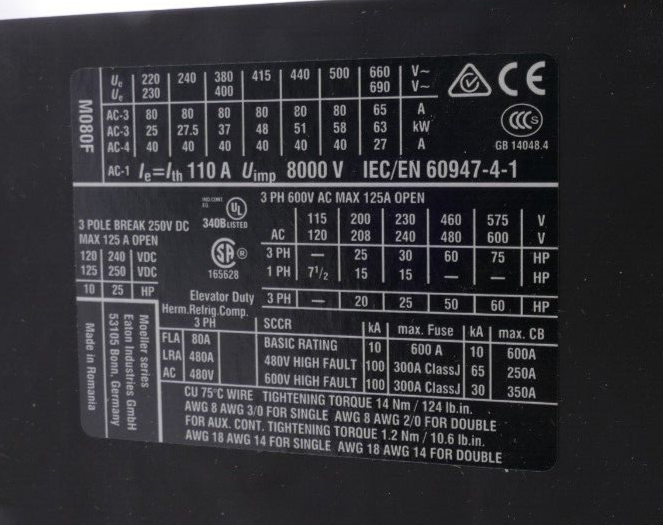 M080F
Ue 220 240 380 415 440 500 660 V~
Ue 230 400 690 V~
AC-3 80 80 80 80 80 80 65 A
AC-3 25 27.5 37 48 51 58 63 kW
AC-4 40 40 40 40 40 40 27 A
AC-1 Ie=Ith 110 A Uimp 8000 V IEC/EN 60947-4-1
CE
CCC S
GB 14048.4
3 POLE BREAK 250V DC
MAX 125 A OPEN
120 240 VDC
125 250 VDC
10 25 HP
IND.CONT.
EQ.
UL
340B LISTED
SA ®
165628
3 PH 600V AC MAX 125A OPEN
115 200 230 460 575 V
AC 120 208 240 480 600 V
3 PH — 25 30 60 75 HP
1 PH 7 1/2 15 15 — — HP
Elevator Duty 3 PH — 20 25 50 60 HP
Herm.Refrig.Comp.
3 PH
FLA 80A
LRA 480A
AC 480V
SCCR kA max. Fuse kA max. CB
BASIC RATING 10 600 A 10 600A
480V HIGH FAULT 100 300A ClassJ 65 250A
600V HIGH FAULT 100 300A ClassJ 30 350A
CU 75°C WIRE TIGHTENING TORQUE 14 Nm / 124 lb.in.
AWG 8 AWG 3/0 FOR SINGLE AWG 8 AWG 2/0 FOR DOUBLE
FOR AUX. CONT. TIGHTENING TORQUE 1.2 Nm / 10.6 lb.in.
AWG 18 AWG 14 FOR SINGLE AWG 18 AWG 14 FOR DOUBLE
Moeller series
Eaton Industries GmbH
53105 Bonn, Germany
Made in Romania